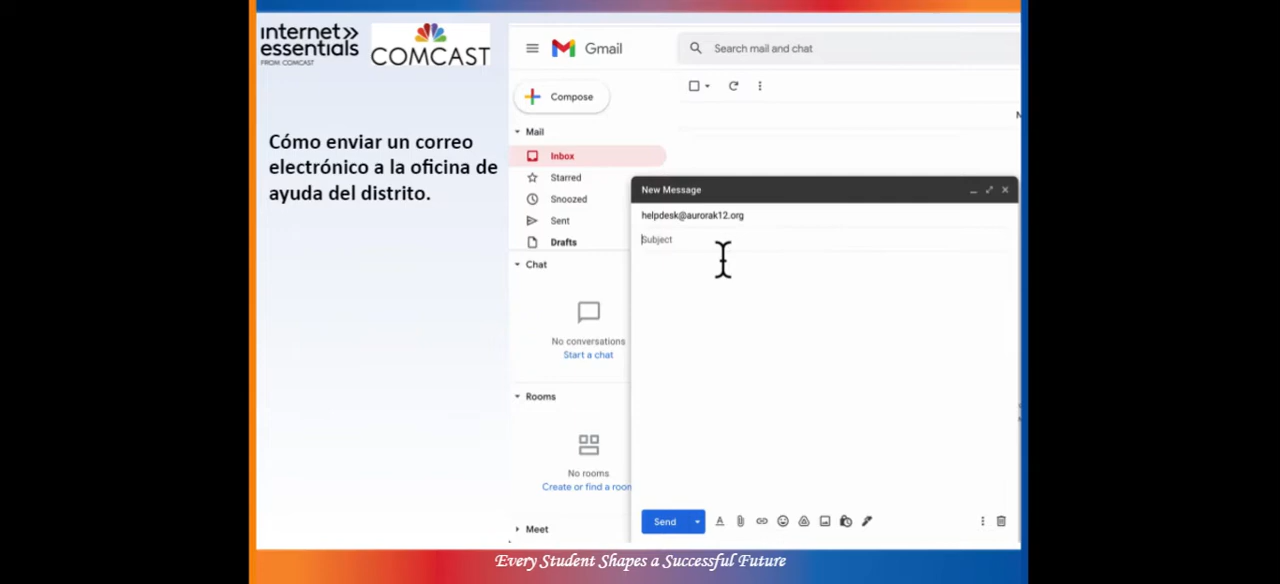 internet>>
essentials
FROM COMCAST
COMCAST
Cómo enviar un correo
electrónico a la oficina de
ayuda del distrito.
Gmail
Search mail and chat
Compose
Mail
Inbox
Starred
Snoozed
Sent
Drafts
Chat
No conversations
Start a chat
Rooms
No rooms
Create or find a room
Meet
New Message
helpdesk@aurorak12.org
Subject
Send
Every Student Shapes a Successful Future